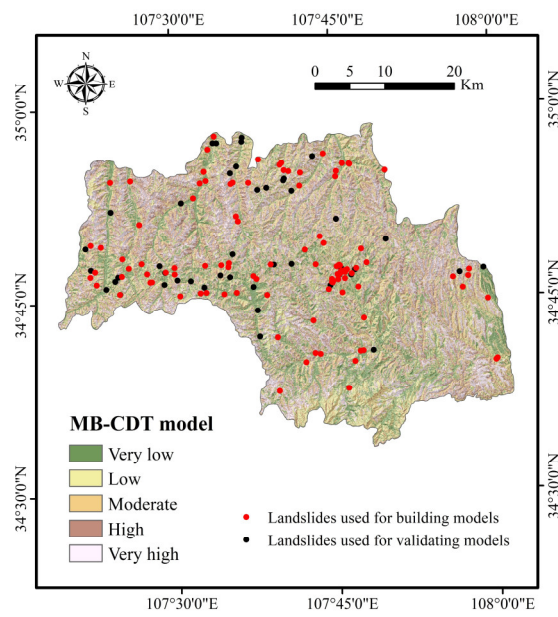 107°30'0"E 107°45'0"E 108°0'0"E
N
W E
S
0 5 10 20
Km
35°0'0"N 35°0'0"N
34°45'0"N 34°45'0"N
34°30'0"N 34°30'0"N
MB-CDT model
Very low
Low
Moderate
High
Very high
Landslides used for building models
Landslides used for validating models
107°30'0"E 107°45'0"E 108°0'0"E